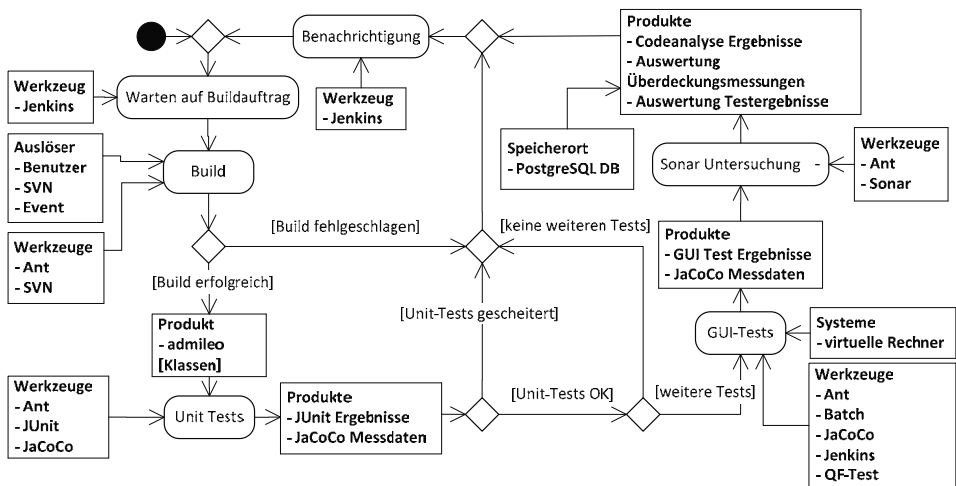 Benachrichtigung
Produkte
- Codeanalyse Ergebnisse
- Auswertung
Überdeckungsmessungen
- Auswertung Testergebnisse
Werkzeug
- Jenkins
Warten auf Buildauftrag
Werkzeug
- Jenkins
Speicherort
- PostgreSQL DB
Sonar Untersuchung -
Werkzeuge
- Ant
- Sonar
Auslöser
- Benutzer
- SVN
- Event
Build
Werkzeuge
- Ant
- SVN
[Build fehlgeschlagen]
[keine weiteren Tests]
Produkte
- GUI Test Ergebnisse
- JaCoCo Messdaten
[Build erfolgreich]
[Unit-Tests gescheitert]
Produkt
- admileo
[Klassen]
GUI-Tests
Systeme
- virtuelle Rechner
Werkzeuge
- Ant
- JUnit
- JaCoCo
Unit Tests
Produkte
- JUnit Ergebnisse
- JaCoCo Messdaten
[Unit-Tests OK]
[weitere Tests]
Werkzeuge
- Ant
- Batch
- JaCoCo
- Jenkins
- QF-Test